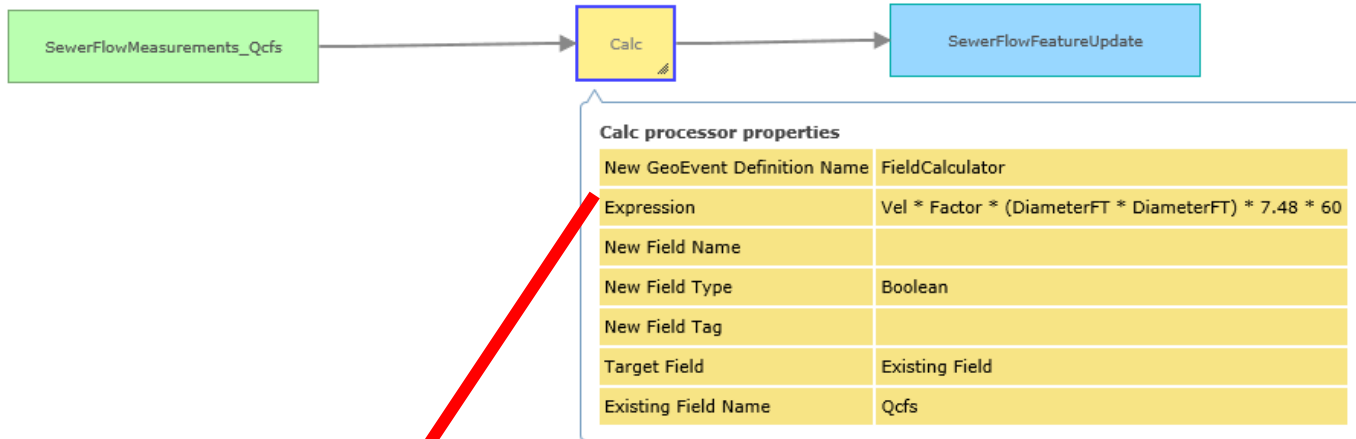 SewerFlowMeasurements_Qcfs
Calc
SewerFlowFeatureUpdate
Calc processor properties
New GeoEvent Definition Name FieldCalculator
Expression Vel * Factor * (DiameterFT * DiameterFT) * 7.48 * 60
New Field Name
New Field Type Boolean
New Field Tag
Target Field Existing Field
Existing Field Name Qcfs